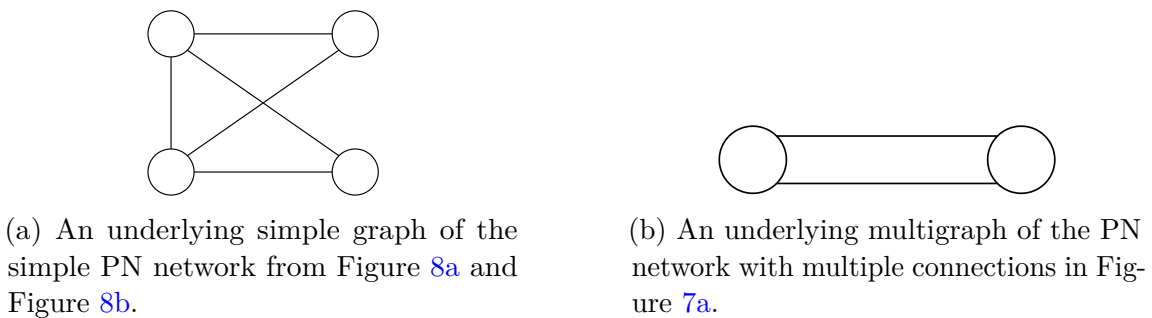 (a) An underlying simple graph of the
simple PN network from Figure 8a and
Figure 8b.
(b) An underlying multigraph of the PN
network with multiple connections in Fig-
ure 7a.